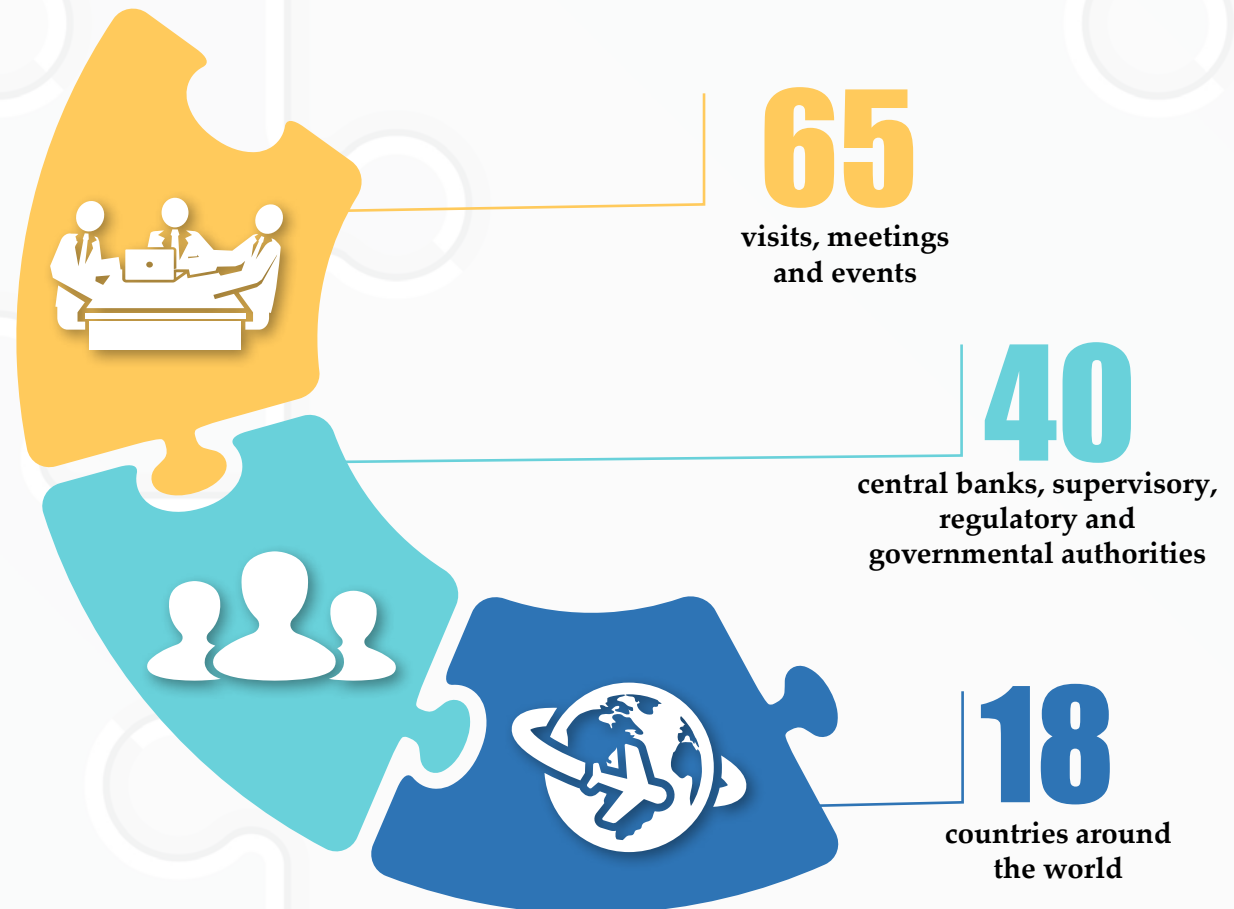 65
visits, meetings
and events
40
central banks, supervisory,
regulatory and
governmental authorities
18
countries around
the world